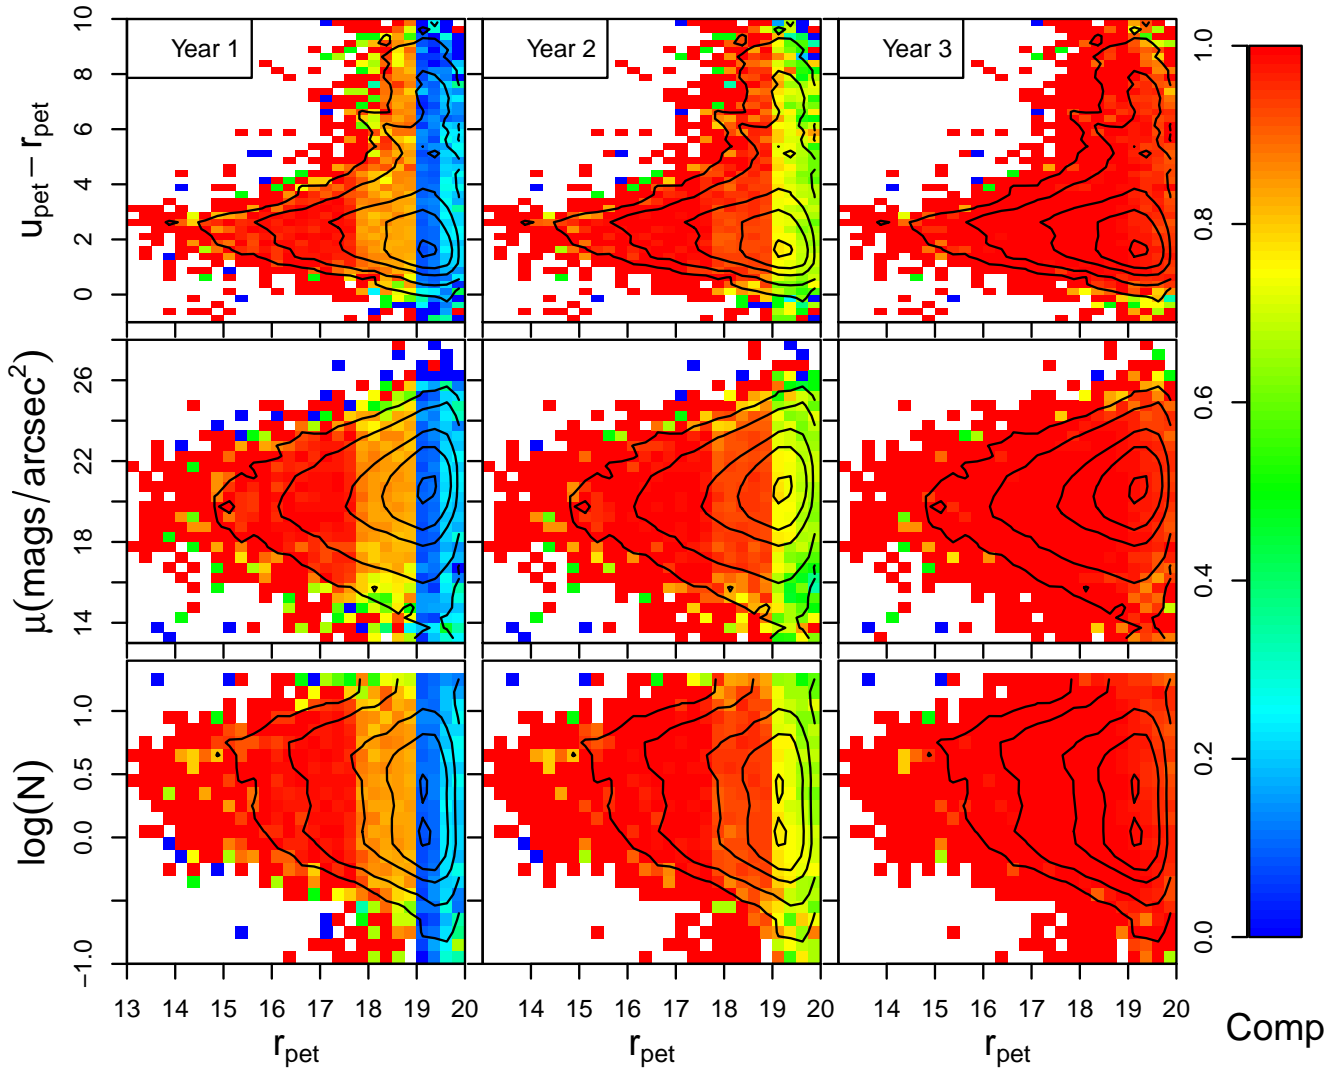 Year 1
Year 2
Year 3
10
8
6
4
2
0
u_pet − r_pet
26
22
18
14
μ(mags/arcsec²)
1.0
0.5
0.0
−1.0
log(N)
13 14 15 16 17 18 19 20
14 15 16 17 18 19 20
14 15 16 17 18 19 20
r_pet
r_pet
r_pet
1.0
0.8
0.6
0.4
0.2
0.0
Comp